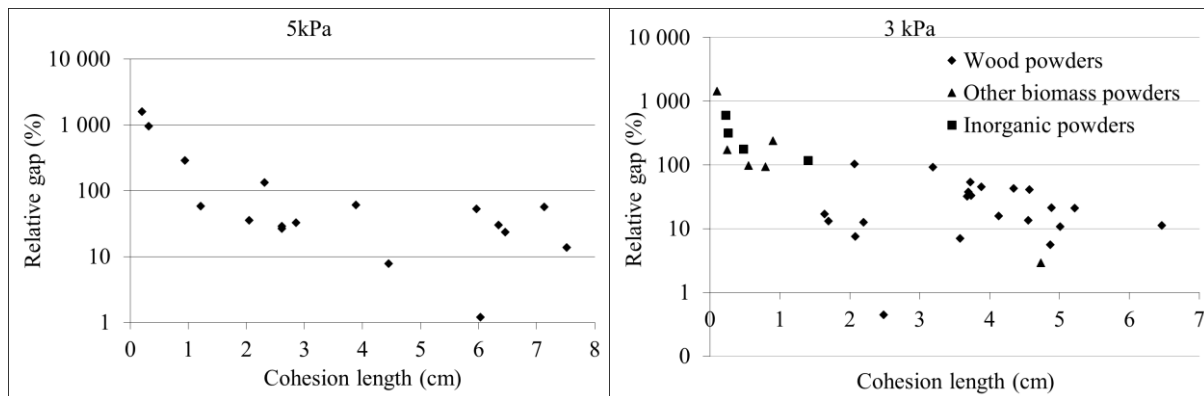 5kPa
10 000
1 000
100
10
1
Relative gap (%)
0 1 2 3 4 5 6 7 8
Cohesion length (cm)
3 kPa
10 000
1 000
100
10
1
0
Relative gap (%)
Wood powders
Other biomass powders
Inorganic powders
0 1 2 3 4 5 6 7
Cohesion length (cm)